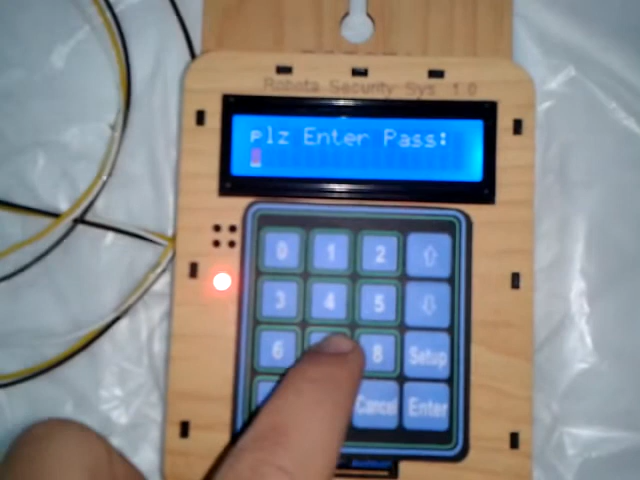 Robota Security Sys 1.0
plz Enter Pass:
0 1 2
3 4 5
6 8 Setup
Cancel Enter